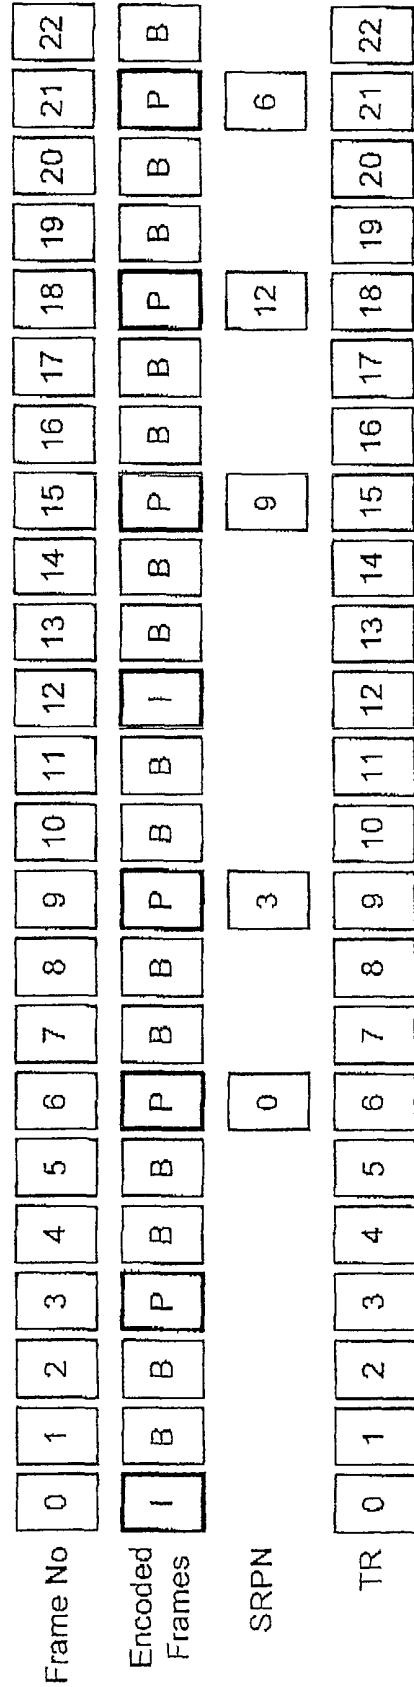 Frame No 0 1 2 3 4 5 6 7 8 9 10 11 12 13 14 15 16 17 18 19 20 21 22
Encoded Frames I B B P B B P B B P B B I B B P B B P B B P B
SRPN 0 3 9 12 6
TR 0 1 2 3 4 5 6 7 8 9 10 11 12 13 14 15 16 17 18 19 20 21 22